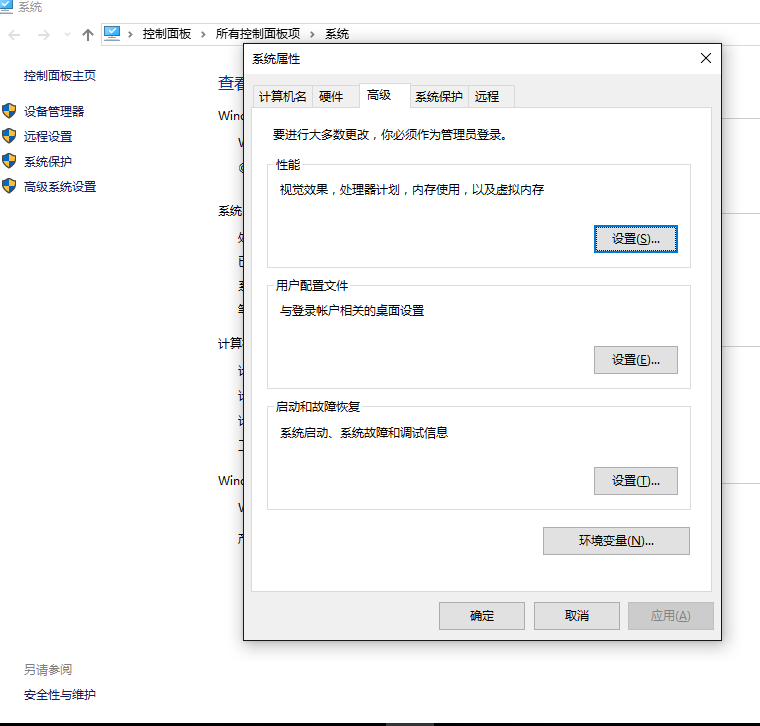 系统
控制面板 › 所有控制面板项 › 系统
控制面板主页
设备管理器
远程设置
系统保护
高级系统设置
查看
Wind
系统
计算
Wind
系统属性
计算机名 硬件 高级 系统保护 远程
要进行大多数更改，你必须作为管理员登录。
性能
视觉效果，处理器计划，内存使用，以及虚拟内存
设置(S)...
用户配置文件
与登录帐户相关的桌面设置
设置(E)...
启动和故障恢复
系统启动、系统故障和调试信息
设置(T)...
环境变量(N)...
确定 取消 应用(A)
另请参阅
安全性与维护